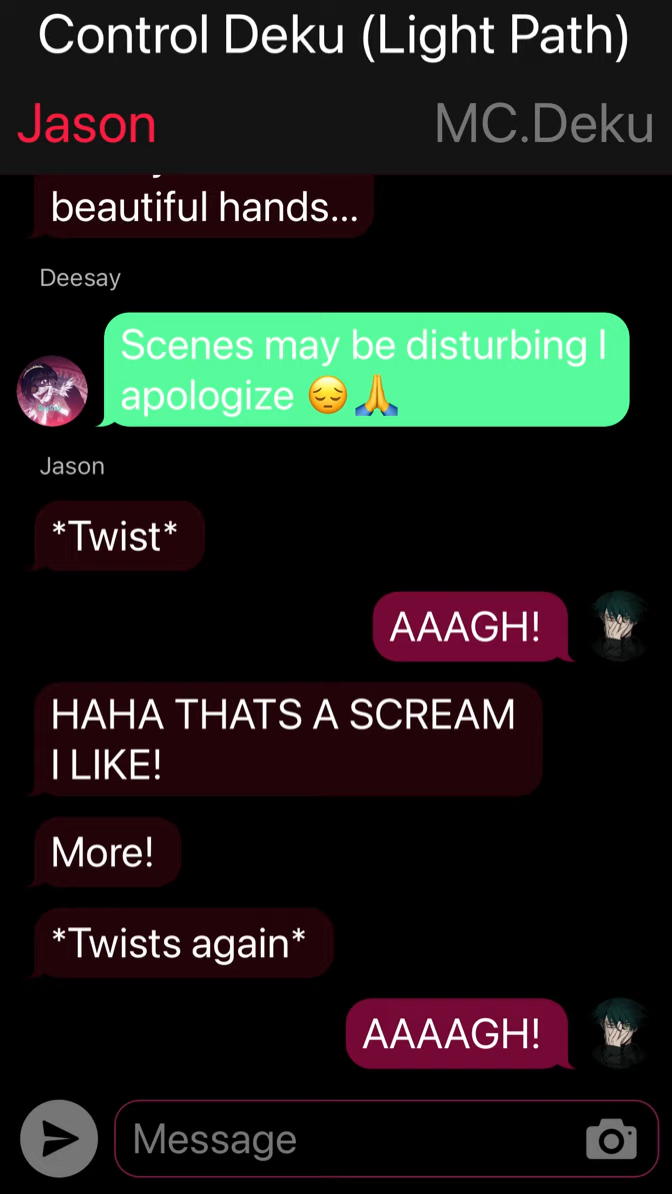 Control Deku (Light Path)
Jason MC.Deku
beautiful hands...
Deesay
Scenes may be disturbing I
apologize 😔🙏
Jason
*Twist*
AAAGH!
HAHA THATS A SCREAM
I LIKE!
More!
*Twists again*
AAAAGH!
Message